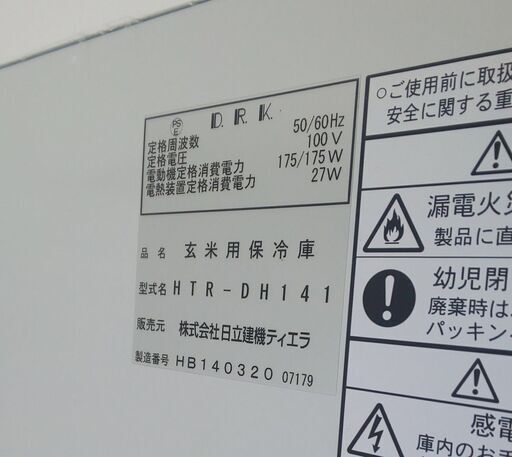 PS
E
D.R.K.
定格周波数 50/60Hz
定格電圧 100V
電動機定格消費電力 175/175W
電熱装置定格消費電力 27W
品名 玄米用保冷庫
型式名 HTR-DH141
販売元 株式会社日立建機ティエラ
製造番号 HB140320 07179
○ご使用前に取扱
安全に関する重
漏電火災
製品に直
幼児閉
廃棄時は
パッキン
感電
庫内のお手